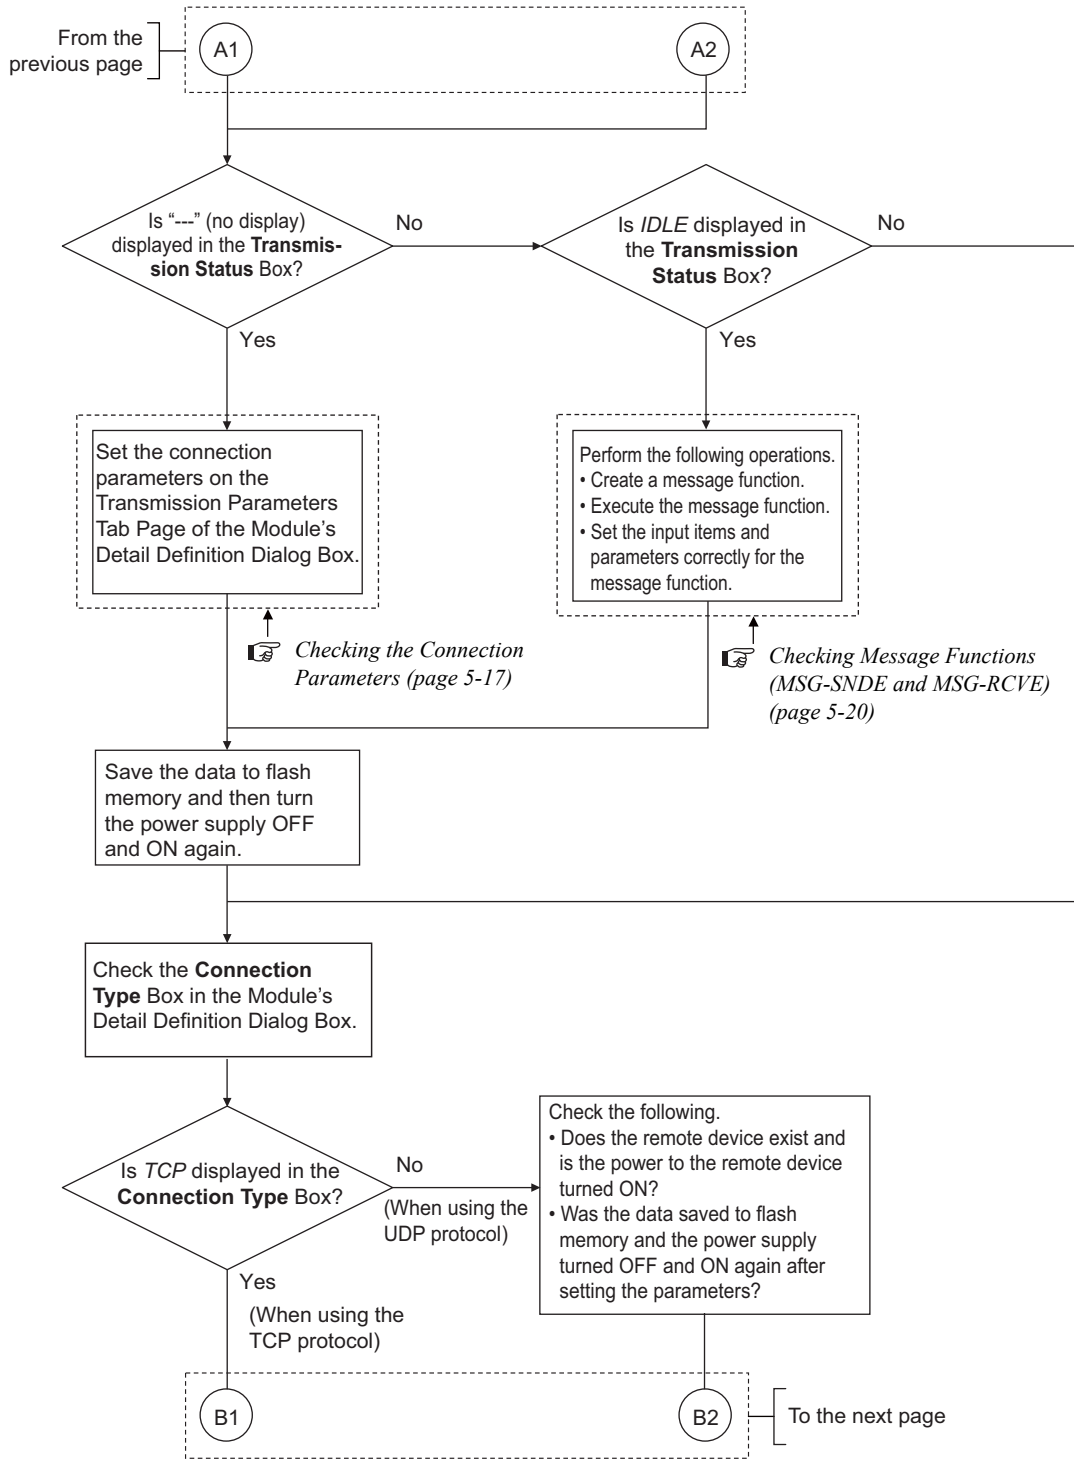 From the
previous page
A1
A2
Is “---” (no display)
displayed in the Transmis-
sion Status Box?
No
Is IDLE displayed in
the Transmission
Status Box?
No
Yes
Yes
Set the connection
parameters on the
Transmission Parameters
Tab Page of the Module’s
Detail Definition Dialog Box.
Perform the following operations.
• Create a message function.
• Execute the message function.
• Set the input items and
parameters correctly for the
message function.
☞ Checking the Connection
Parameters (page 5-17)
☞ Checking Message Functions
(MSG-SNDE and MSG-RCVE)
(page 5-20)
Save the data to flash
memory and then turn
the power supply OFF
and ON again.
Check the Connection
Type Box in the Module’s
Detail Definition Dialog Box.
Is TCP displayed in the
Connection Type Box?
No
(When using the
UDP protocol)
Check the following.
• Does the remote device exist and
is the power to the remote device
turned ON?
• Was the data saved to flash
memory and the power supply
turned OFF and ON again after
setting the parameters?
Yes
(When using the
TCP protocol)
B1
B2
To the next page